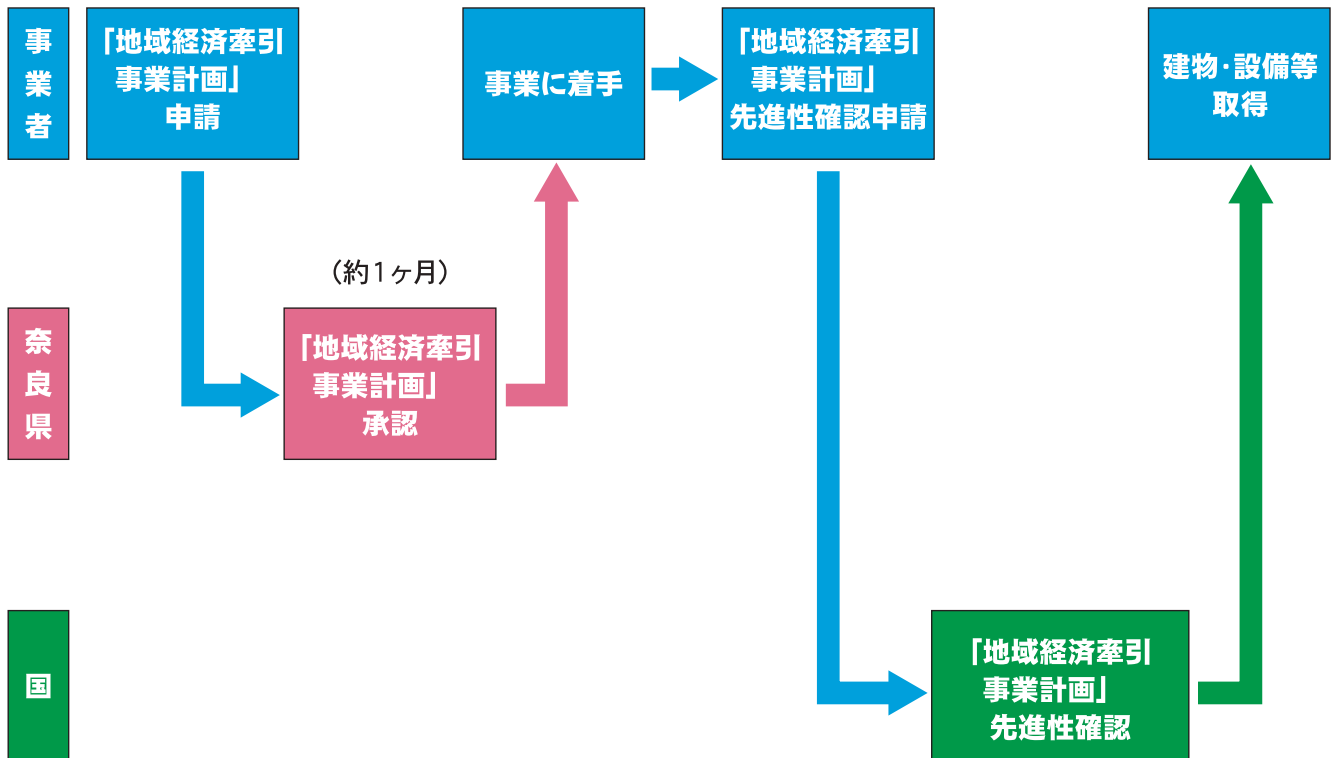 事業者
「地域経済牽引
事業計画」
申請
事業に着手
「地域経済牽引
事業計画」
先進性確認申請
建物・設備等
取得
(約1ヶ月)
奈良県
「地域経済牽引
事業計画」
承認
国
「地域経済牽引
事業計画」
先進性確認